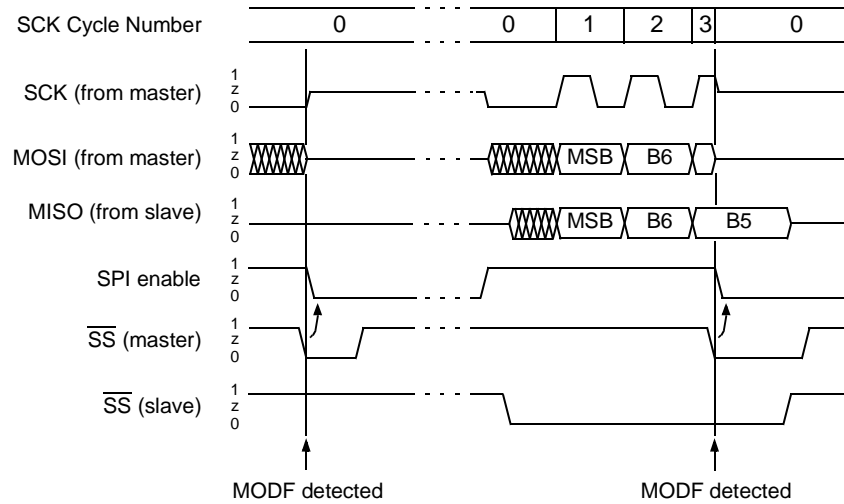 SCK Cycle Number 0 0 1 2 3 0
SCK (from master) 1 z 0
MOSI (from master) 1 z 0 MSB B6
MISO (from slave) 1 z 0 MSB B6 B5
SPI enable 1 z 0
SS (master) 1 z 0
SS (slave) 1 z 0
MODF detected MODF detected